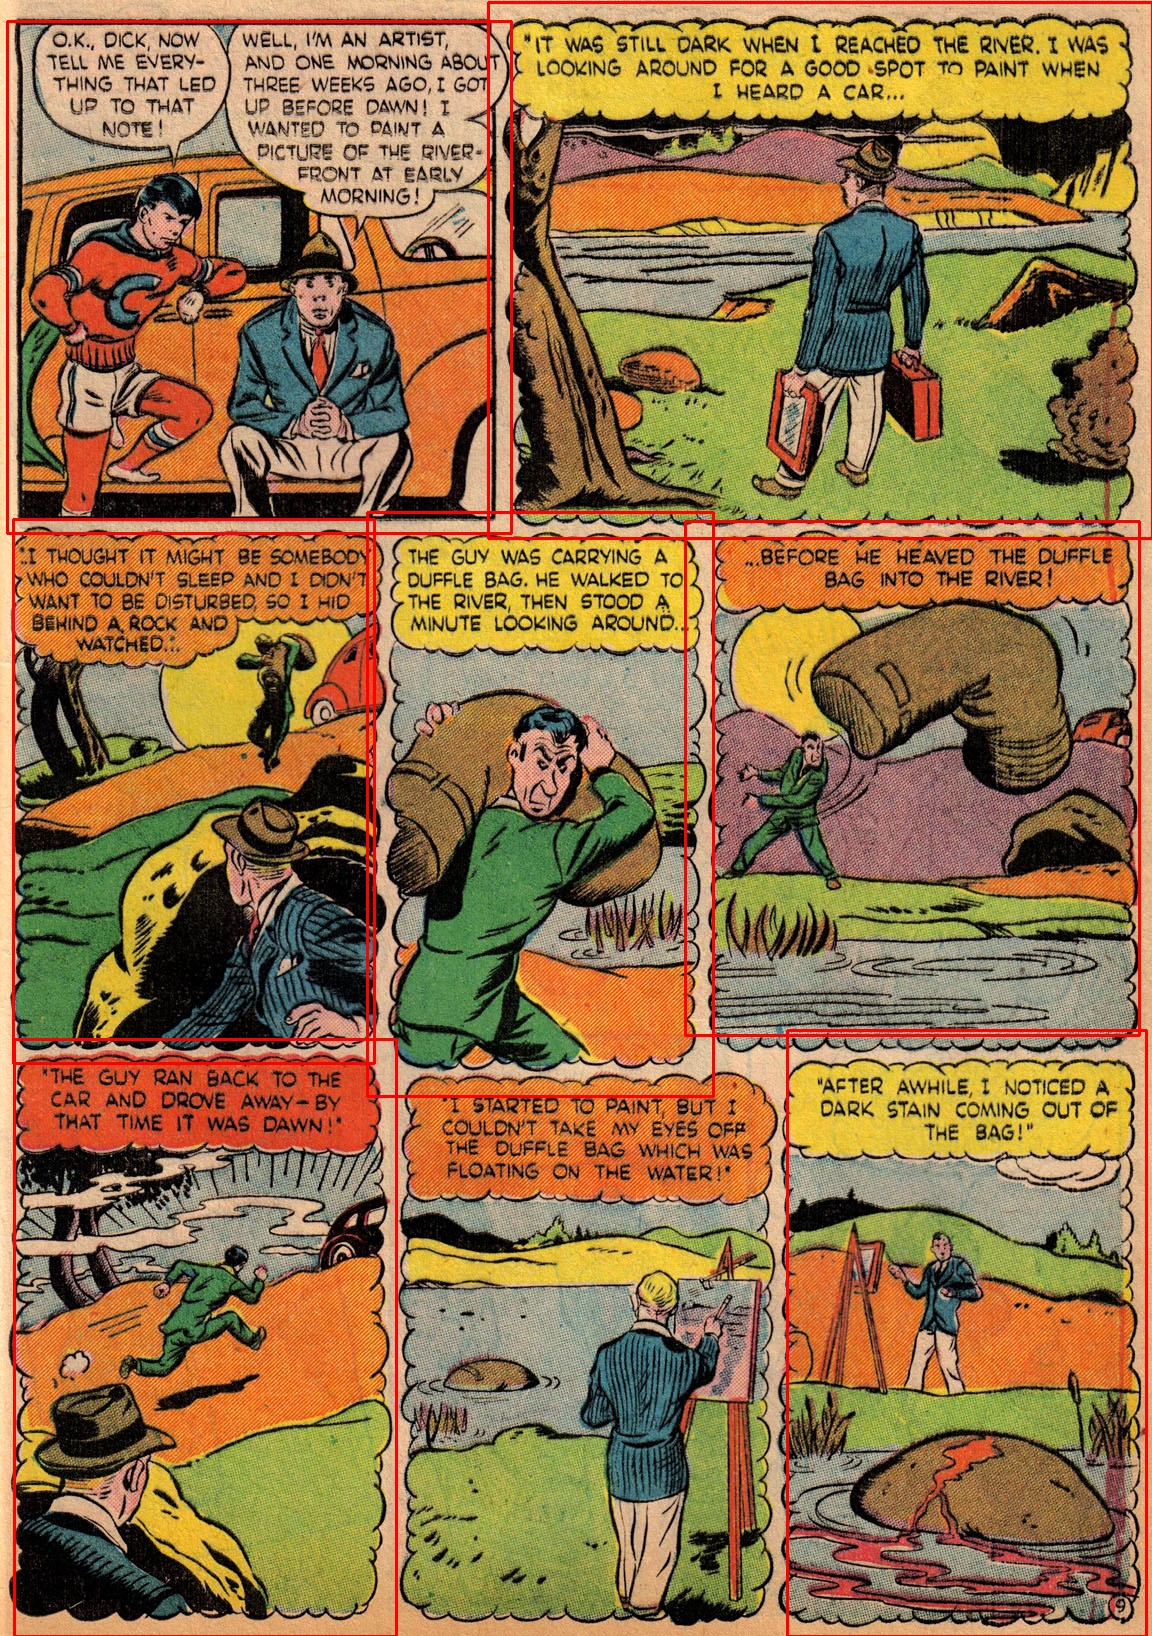 O.K., DICK, NOW
TELL ME EVERY-
THING THAT LED
UP TO THAT
NOTE!
WELL, I'M AN ARTIST,
AND ONE MORNING ABOUT
THREE WEEKS AGO, I GOT
UP BEFORE DAWN! I
WANTED TO PAINT A
PICTURE OF THE RIVER-
FRONT AT EARLY
MORNING!
C
"IT WAS STILL DARK WHEN I REACHED THE RIVER. I WAS
LOOKING AROUND FOR A GOOD SPOT TO PAINT WHEN
I HEARD A CAR...
"I THOUGHT IT MIGHT BE SOMEBODY
WHO COULDN'T SLEEP AND I DIDN'T
WANT TO BE DISTURBED, SO I HID
BEHIND A ROCK AND
WATCHED..."
THE GUY WAS CARRYING A
DUFFLE BAG. HE WALKED TO
THE RIVER, THEN STOOD A
MINUTE LOOKING AROUND...
...BEFORE HE HEAVED THE DUFFLE
BAG INTO THE RIVER!
"THE GUY RAN BACK TO THE
CAR AND DROVE AWAY—BY
THAT TIME IT WAS DAWN!"
"I STARTED TO PAINT, BUT I
COULDN'T TAKE MY EYES OFF
THE DUFFLE BAG WHICH WAS
FLOATING ON THE WATER!"
"AFTER AWHILE, I NOTICED A
DARK STAIN COMING OUT OF
THE BAG!"
9